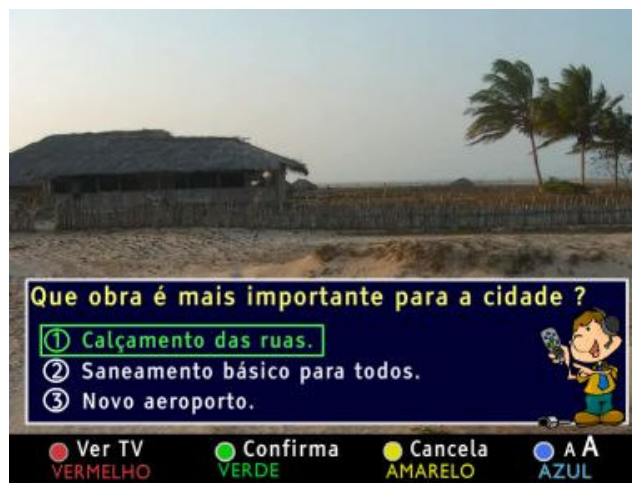 Que obra é mais importante para a cidade ?
1 Calçamento das ruas.
2 Saneamento básico para todos.
3 Novo aeroporto.
Ver TV Confirma Cancela A A
VERMELHO VERDE AMARELO AZUL